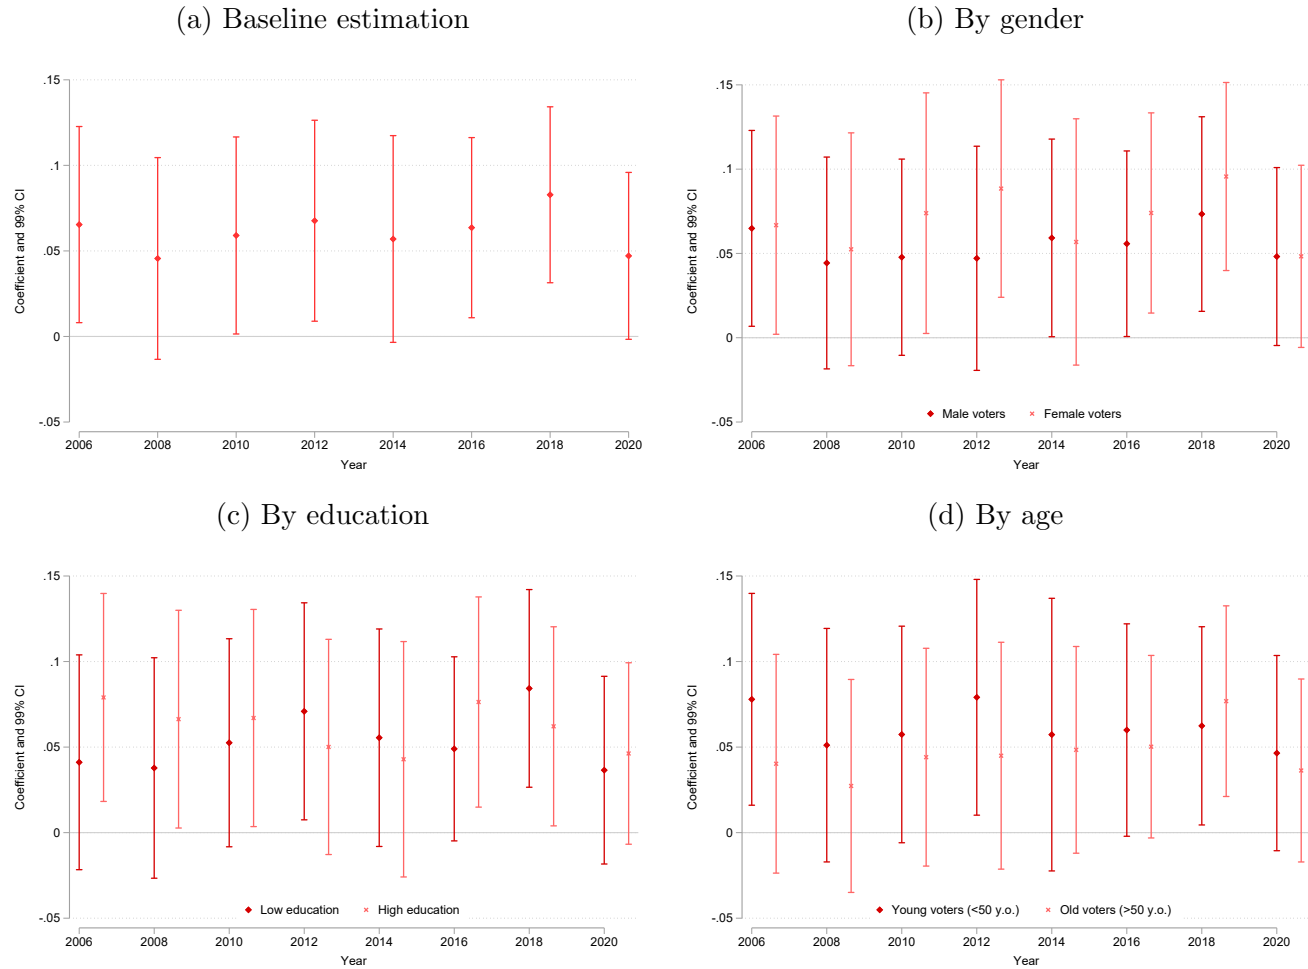 (a) Baseline estimation
.15
.1
.05
0
-.05
Coefficient and 99% CI
2006 2008 2010 2012 2014 2016 2018 2020
Year
(b) By gender
.15
.1
.05
0
-.05
Coefficient and 99% CI
Male voters Female voters
2006 2008 2010 2012 2014 2016 2018 2020
Year
(c) By education
.15
.1
.05
0
-.05
Coefficient and 99% CI
Low education High education
2006 2008 2010 2012 2014 2016 2018 2020
Year
(d) By age
.15
.1
.05
0
-.05
Coefficient and 99% CI
Young voters (<50 y.o.) Old voters (>50 y.o.)
2006 2008 2010 2012 2014 2016 2018 2020
Year